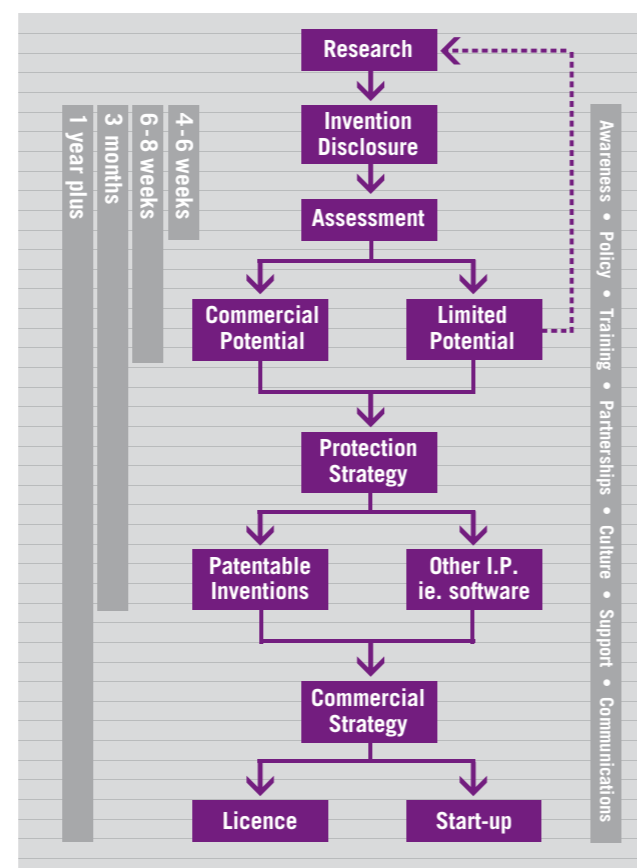 Research
Invention
Disclosure
Assessment
Commercial
Potential
Limited
Potential
Protection
Strategy
Patentable
Inventions
Other I.P.
ie. software
Commercial
Strategy
Licence
Start-up
1 year plus
3 months
6 - 8 weeks
4 - 6 weeks
Awareness • Policy • Training • Partnerships • Culture • Support • Communications